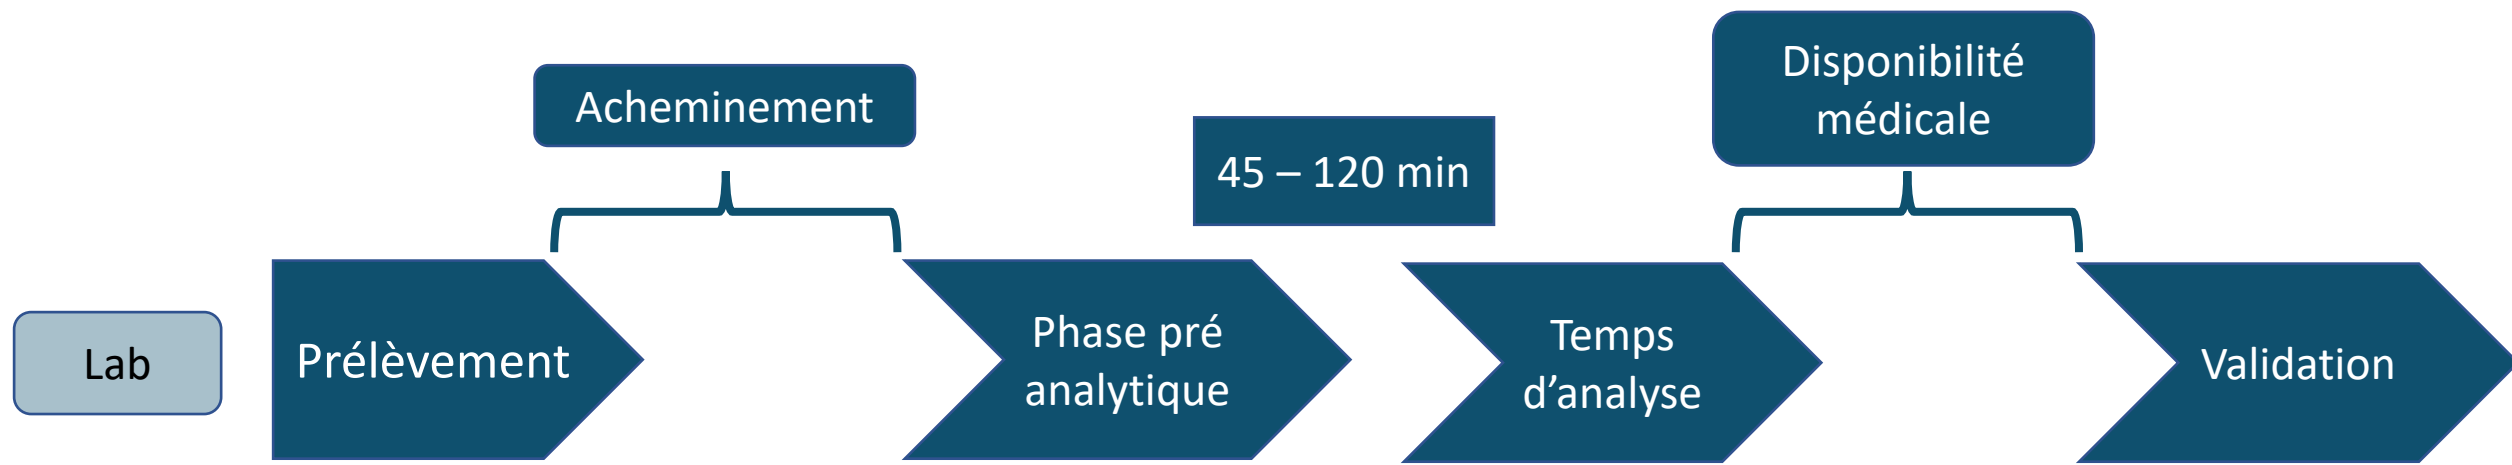 Acheminement
Disponibilité
médicale
45 – 120 min
Lab
Prélèvement
Phase pré
analytique
Temps
d’analyse
Validation